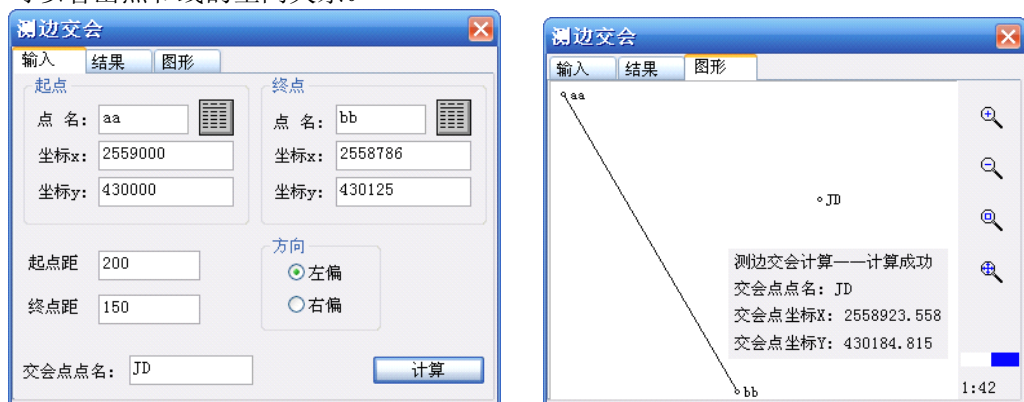 测边交会
输入 结果 图形
起点
点 名: aa
坐标x: 2559000
坐标y: 430000
终点
点 名: bb
坐标x: 2558786
坐标y: 430125
起点距 200
终点距 150
方向
左偏
右偏
交会点点名: JD
计算
测边交会
输入 结果 图形
aa
JD
测边交会计算——计算成功
交会点点名: JD
交会点坐标X: 2558923.558
交会点坐标Y: 430184.815
bb
1:42